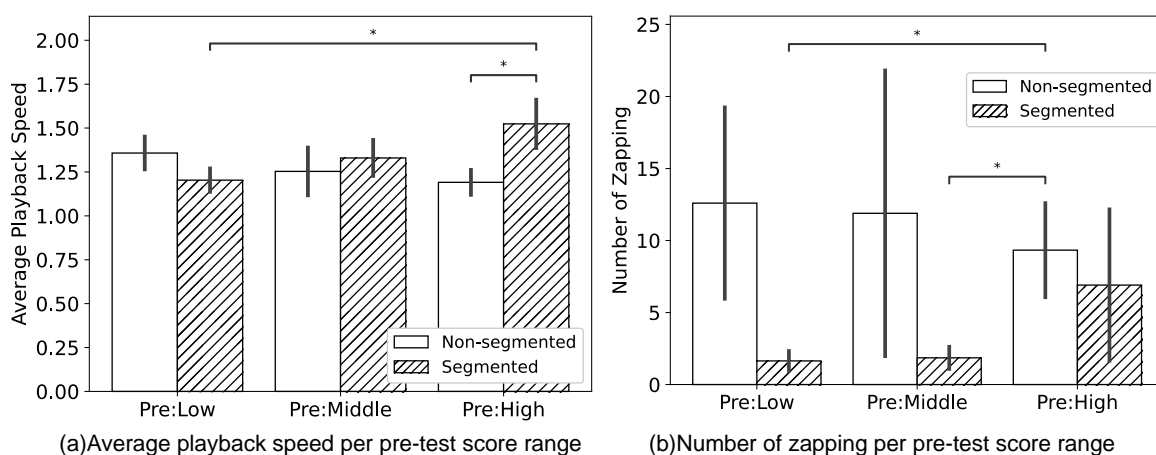 Average Playback Speed
2.00
1.75
1.50
1.25
1.00
0.75
0.50
0.25
0.00
*
*
Non-segmented
Segmented
Pre:Low
Pre:Middle
Pre:High
(a)Average playback speed per pre-test score range
Number of Zapping
25
20
15
10
5
0
*
*
Non-segmented
Segmented
Pre:Low
Pre:Middle
Pre:High
(b)Number of zapping per pre-test score range